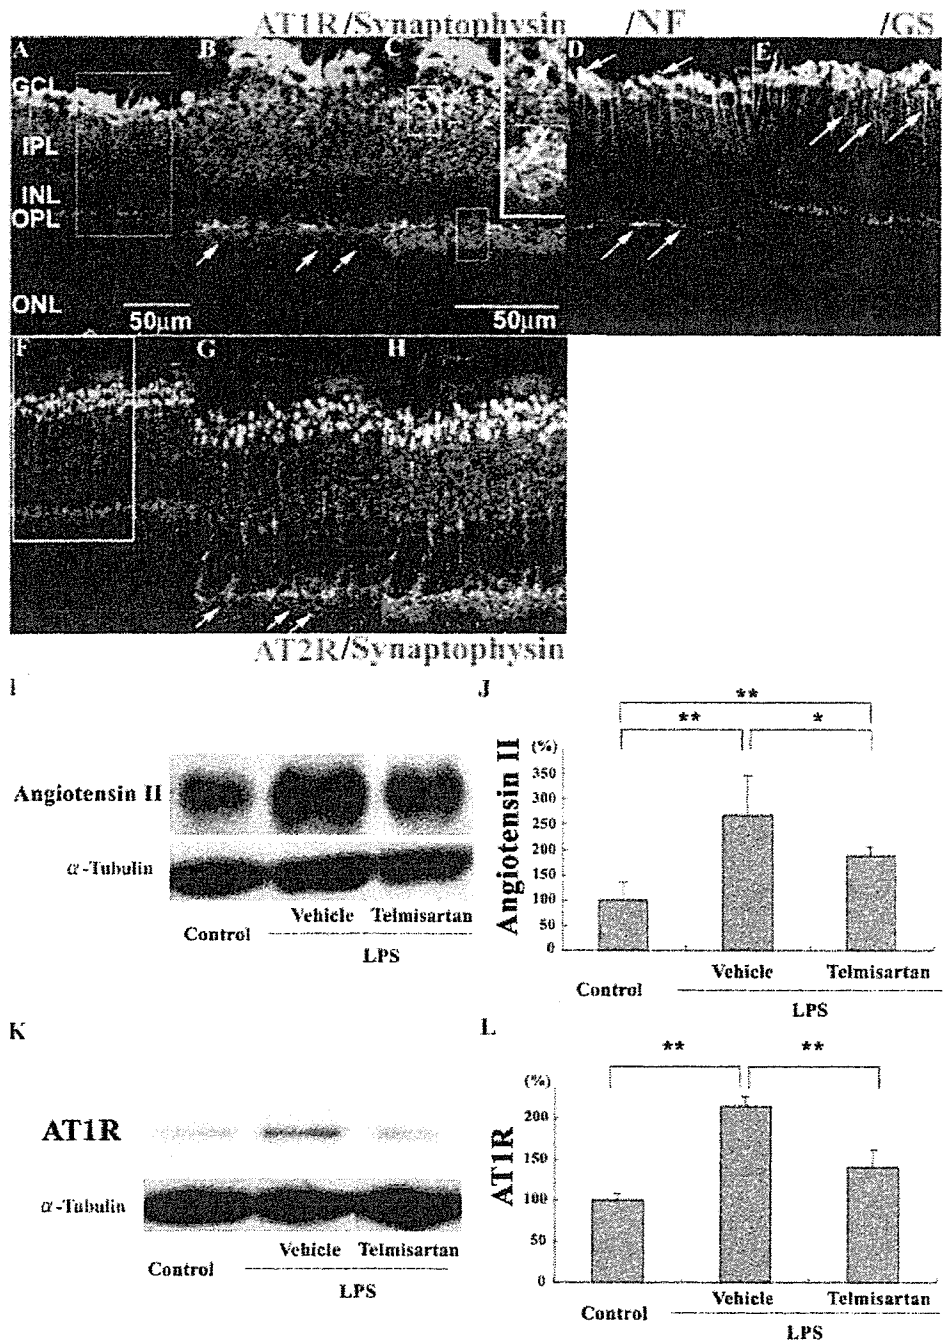 AT1R/Synaptophysin /NF /GS
A B C D E
GCL
IPL
INL
OPL
ONL
50μm 50μm
F G H
AT2R/Synaptophysin
I
Angiotensin II
α-Tubulin
Vehicle Telmisartan
Control
LPS
J
** 
** *
(%)
Angiotensin II
350
300
250
200
150
100
50
0
Vehicle Telmisartan
Control
LPS
K
AT1R
α-Tubulin
Vehicle Telmisartan
Control
LPS
L
** **
(%)
AT1R
200
150
100
50
0
Vehicle Telmisartan
Control
LPS